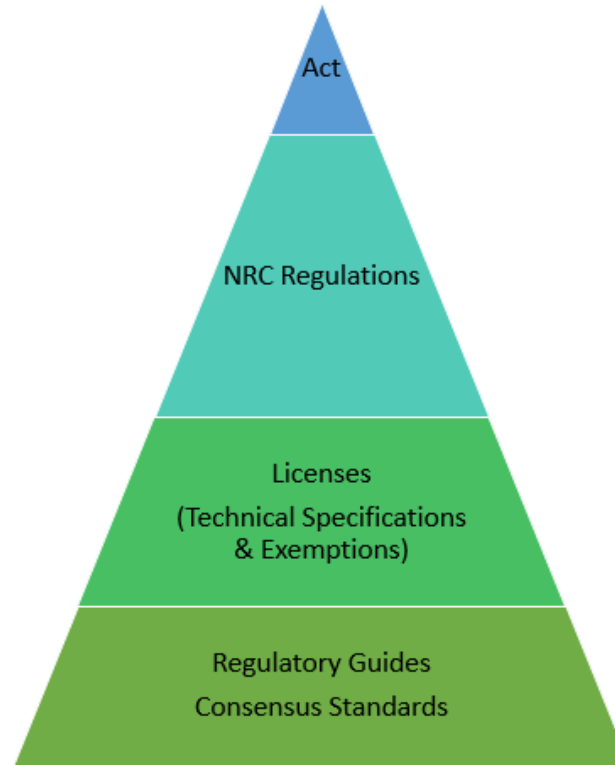 Act
NRC Regulations
Licenses
(Technical Specifications
& Exemptions)
Regulatory Guides
Consensus Standards